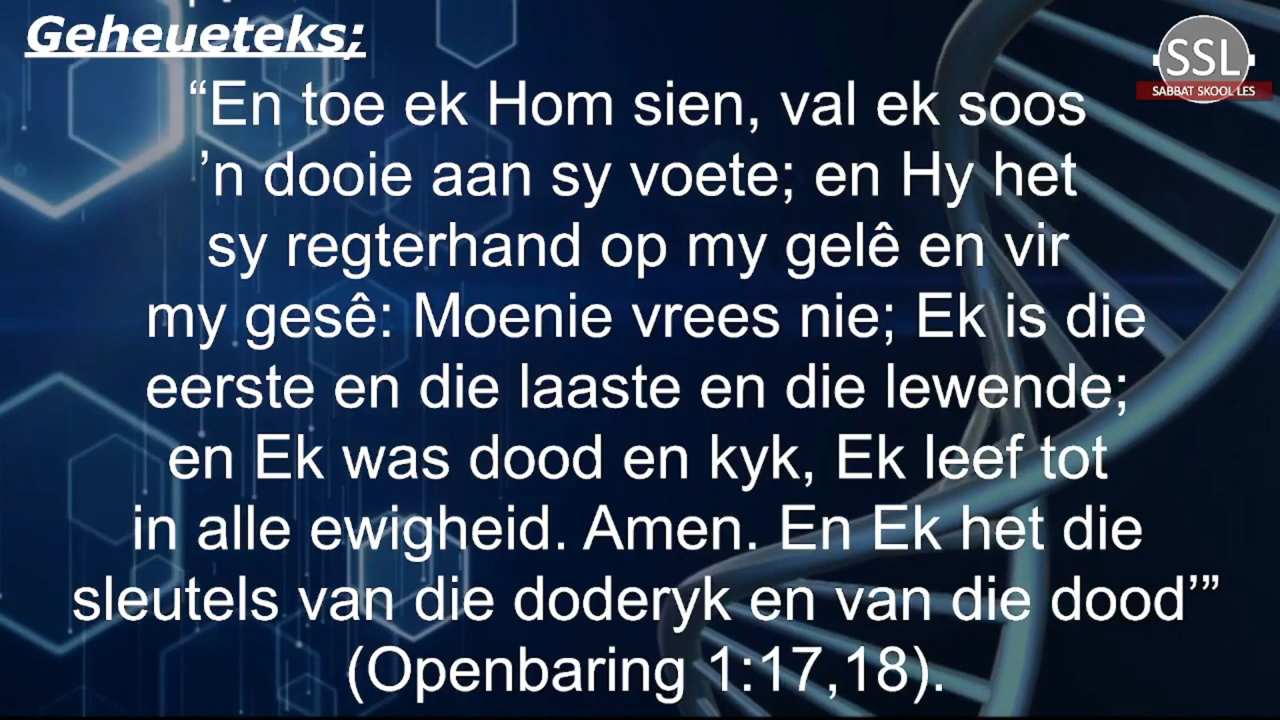 Geheueteks;
SSL
SABBAT SKOOL LES
“En toe ek Hom sien, val ek soos
’n dooie aan sy voete; en Hy het
sy regterhand op my gelê en vir
my gesê: Moenie vrees nie; Ek is die
eerste en die laaste en die lewende;
en Ek was dood en kyk, Ek leef tot
in alle ewigheid. Amen. En Ek het die
sleutels van die doderyk en van die dood’”
(Openbaring 1:17,18).